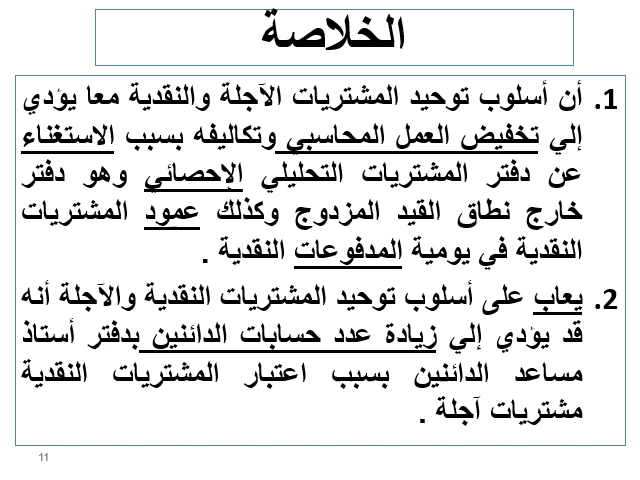 الخلاصة
1. أن أسلوب توحيد المشتريات الآجلة والنقدية معا يؤدي
إلي تخفيض العمل المحاسبي وتكاليفه بسبب الاستغناء
عن دفتر المشتريات التحليلي الإحصائي وهو دفتر
خارج نطاق القيد المزدوج وكذلك عمود المشتريات
النقدية في يومية المدفوعات النقدية .
2. يعاب على أسلوب توحيد المشتريات النقدية والآجلة أنه
قد يؤدي إلي زيادة عدد حسابات الدائنين بدفتر أستاذ
مساعد الدائنين بسبب اعتبار المشتريات النقدية
مشتريات آجلة .
11